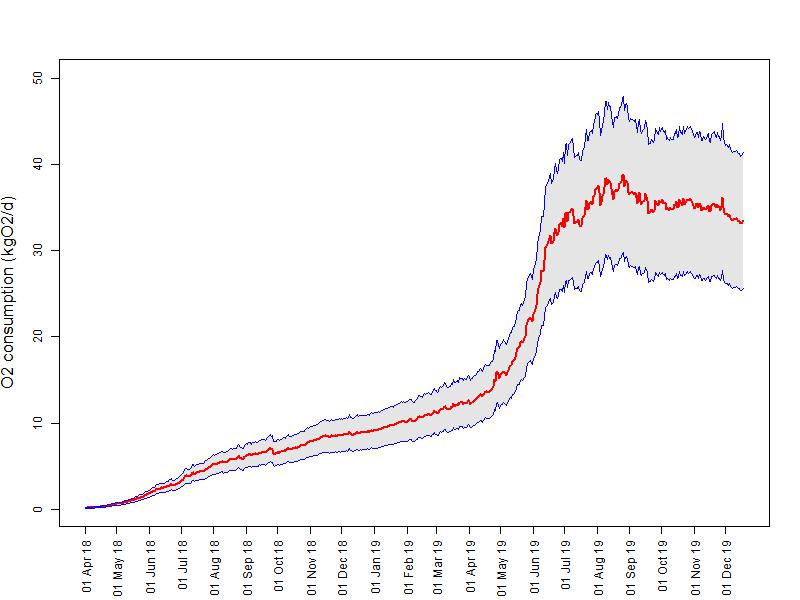 O2 consumption (kgO2/d)
50
40
30
20
10
0
01 Apr 18
01 May 18
01 Jun 18
01 Jul 18
01 Aug 18
01 Sep 18
01 Oct 18
01 Nov 18
01 Dec 18
01 Jan 19
01 Feb 19
01 Mar 19
01 Apr 19
01 May 19
01 Jun 19
01 Jul 19
01 Aug 19
01 Sep 19
01 Oct 19
01 Nov 19
01 Dec 19